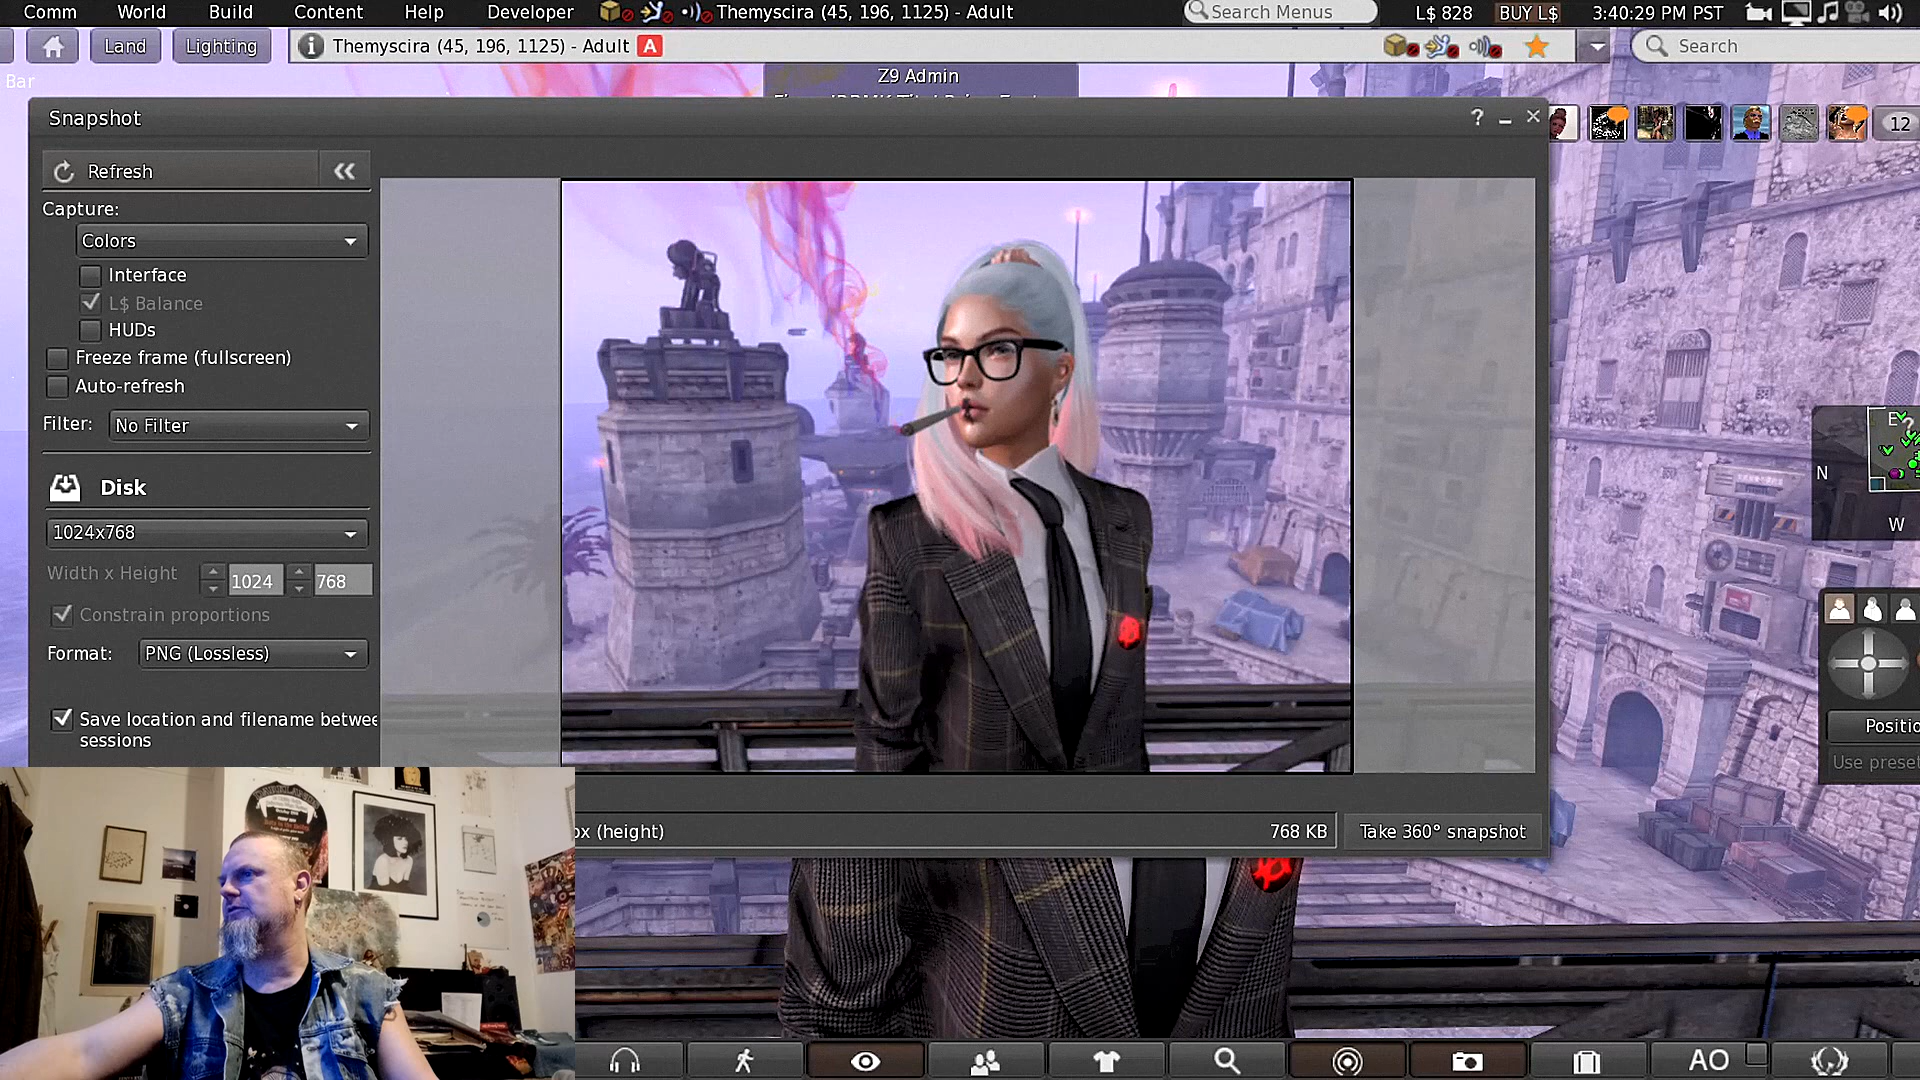 Comm World Build Content Help Developer Themyscira (45, 196, 1125) - Adult Search Menus L$ 828 BUY L$ 3:40:29 PM PST
Land Lighting Themyscira (45, 196, 1125) - Adult A Search
Bar
Z9 Admin
Snapshot
12
Refresh
Capture:
Colors
Interface
L$ Balance
HUDs
Freeze frame (fullscreen)
Auto-refresh
Filter: No Filter
E
N
W
Disk
1024x768
Width x Height 1024 768
Constrain proportions
Format: PNG (Lossless)
Save location and filename betwee
sessions
Positio
Use preset
ox (height) 768 KB Take 360° snapshot
AO